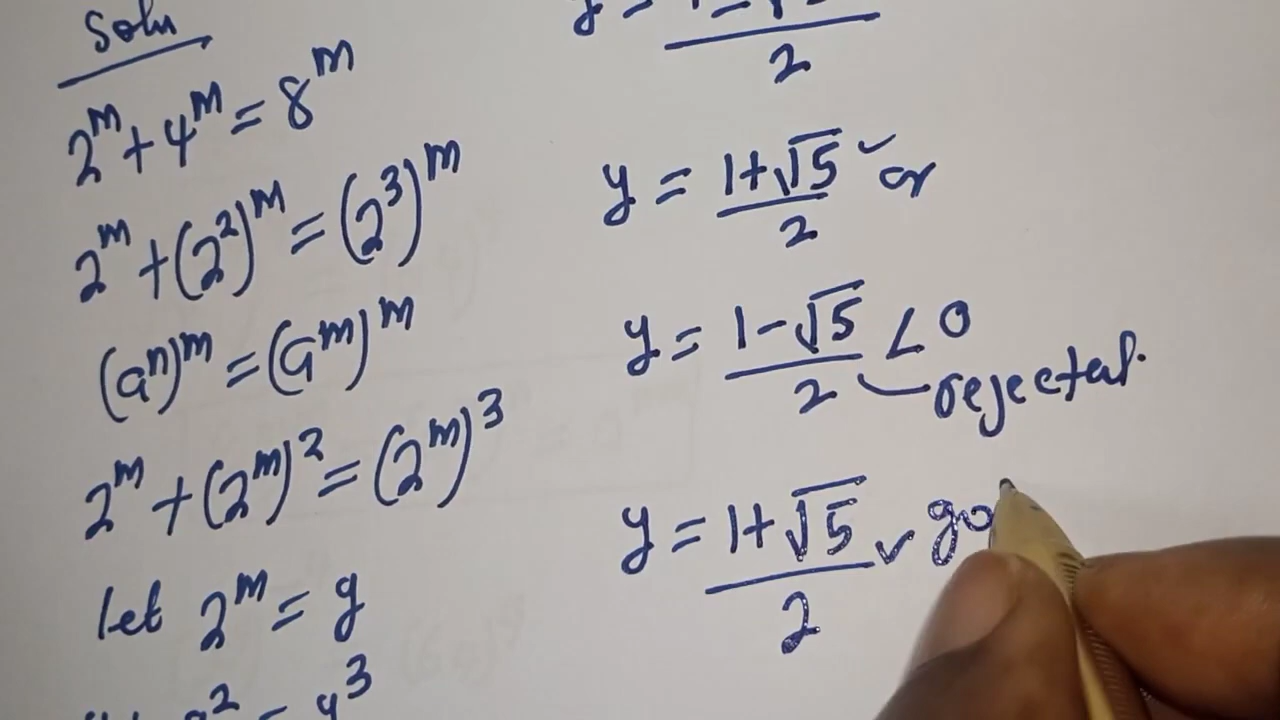 Soln
2^m + 4^m = 8^m
2^m + (2^2)^m = (2^3)^m
(a^n)^m = (a^m)^m
2^m + (2^m)^2 = (2^m)^3
let 2^m = y
y = 1+√5/2 ✓ or
y = 1-√5/2 < 0
rejected.
y = 1+√5/2 ✓ go